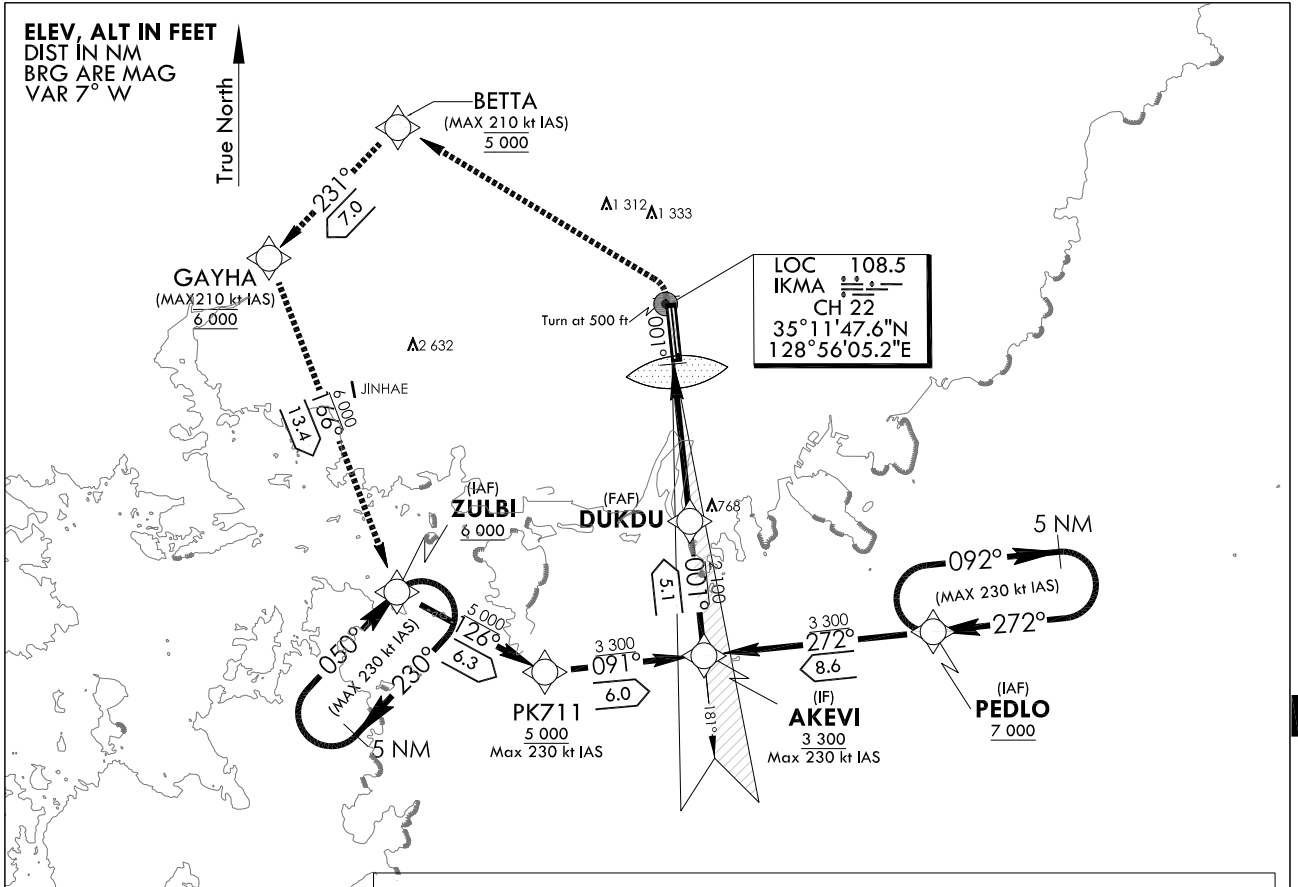 ELEV, ALT IN FEET
DIST IN NM
BRG ARE MAG
VAR 7° W
True North
BETTA
(MAX 210 kt IAS)
5 000
231°
7.0
1 312
1 333
GAYHA
(MAX210 kt IAS)
6 000
LOC 108.5
IKMA
CH 22
35°11'47.6"N
128°56'05.2"E
Turn at 500 ft
001°
2 632
JINHAE
6 000
166°
13.4
(IAF)
ZULBI
6 000
(FAF)
DUKDU
768
5 NM
092°
(MAX 230 kt IAS)
272°
2 100
001°
5.1
050°
(MAX 230 kt IAS)
230°
5 NM
5 000
126°
6.3
3 300
091°
6.0
3 300
272°
8.6
PK711
5 000
Max 230 kt IAS
181°
(IF)
AKEVI
3 300
Max 230 kt IAS
(IAF)
PEDLO
7 000